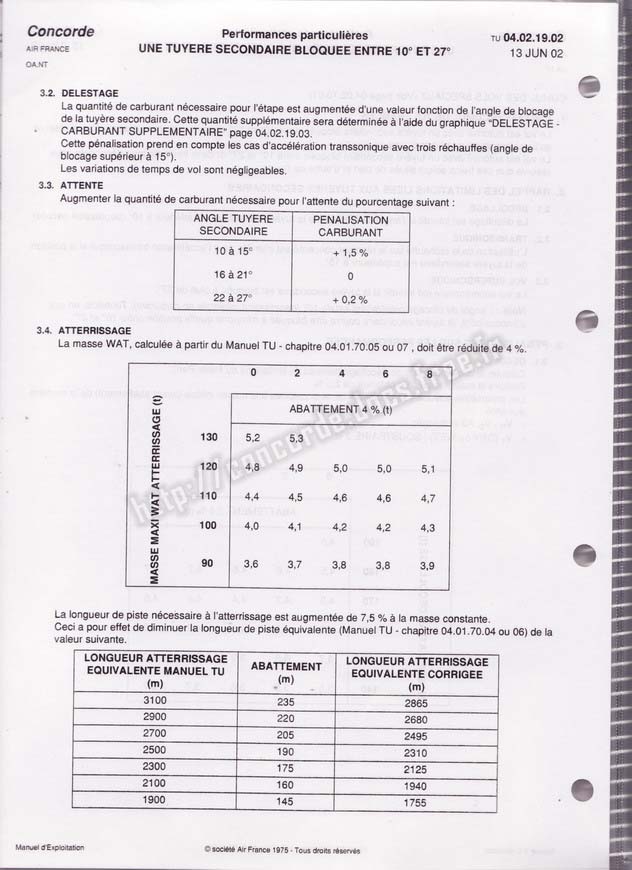 Concorde
AIR FRANCE
OA.NT
Performances particulières
UNE TUYERE SECONDAIRE BLOQUEE ENTRE 10° ET 27°
TU 04.02.19.02
13 JUN 02
3.2. DELESTAGE
La quantité de carburant nécessaire pour l'étape est augmentée d'une valeur fonction de l'angle de blocage
de la tuyère secondaire. Cette quantité supplémentaire sera déterminée à l'aide du graphique "DELESTAGE -
CARBURANT SUPPLEMENTAIRE" page 04.02.19.03.
Cette pénalisation prend en compte les cas d'accélération transsonique avec trois réchauffes (angle de
blocage supérieur à 15°).
Les variations de temps de vol sont négligeables.
3.3. ATTENTE
Augmenter la quantité de carburant nécessaire pour l'attente du pourcentage suivant :
ANGLE TUYERE SECONDAIRE PENALISATION CARBURANT
10 à 15° + 1,5 %
16 à 21° 0
22 à 27° + 0,2 %
3.4. ATTERRISSAGE
La masse WAT, calculée à partir du Manuel TU - chapitre 04.01.70.05 ou 07 , doit être réduite de 4 %.
0 2 4 6 8
MASSE MAXI WAT ATTERRISSAGE (t)
ABATTEMENT 4 % (t)
130 5,2 5,3
120 4,8 4,9 5,0 5,0 5,1
110 4,4 4,5 4,6 4,6 4,7
100 4,0 4,1 4,2 4,2 4,3
90 3,6 3,7 3,8 3,8 3,9
http://concorde.docs.free.fr
La longueur de piste nécessaire à l'atterrissage est augmentée de 7,5 % à la masse constante.
Ceci a pour effet de diminuer la longueur de piste équivalente (Manuel TU - chapitre 04.01.70.04 ou 06) de la
valeur suivante.
LONGUEUR ATTERRISSAGE EQUIVALENTE MANUEL TU (m) ABATTEMENT (m) LONGUEUR ATTERRISSAGE EQUIVALENTE CORRIGEE (m)
3100 235 2865
2900 220 2680
2700 205 2495
2500 190 2310
2300 175 2125
2100 160 1940
1900 145 1755
Manuel d'Exploitation
© société Air France 1975 - Tous droits réservés